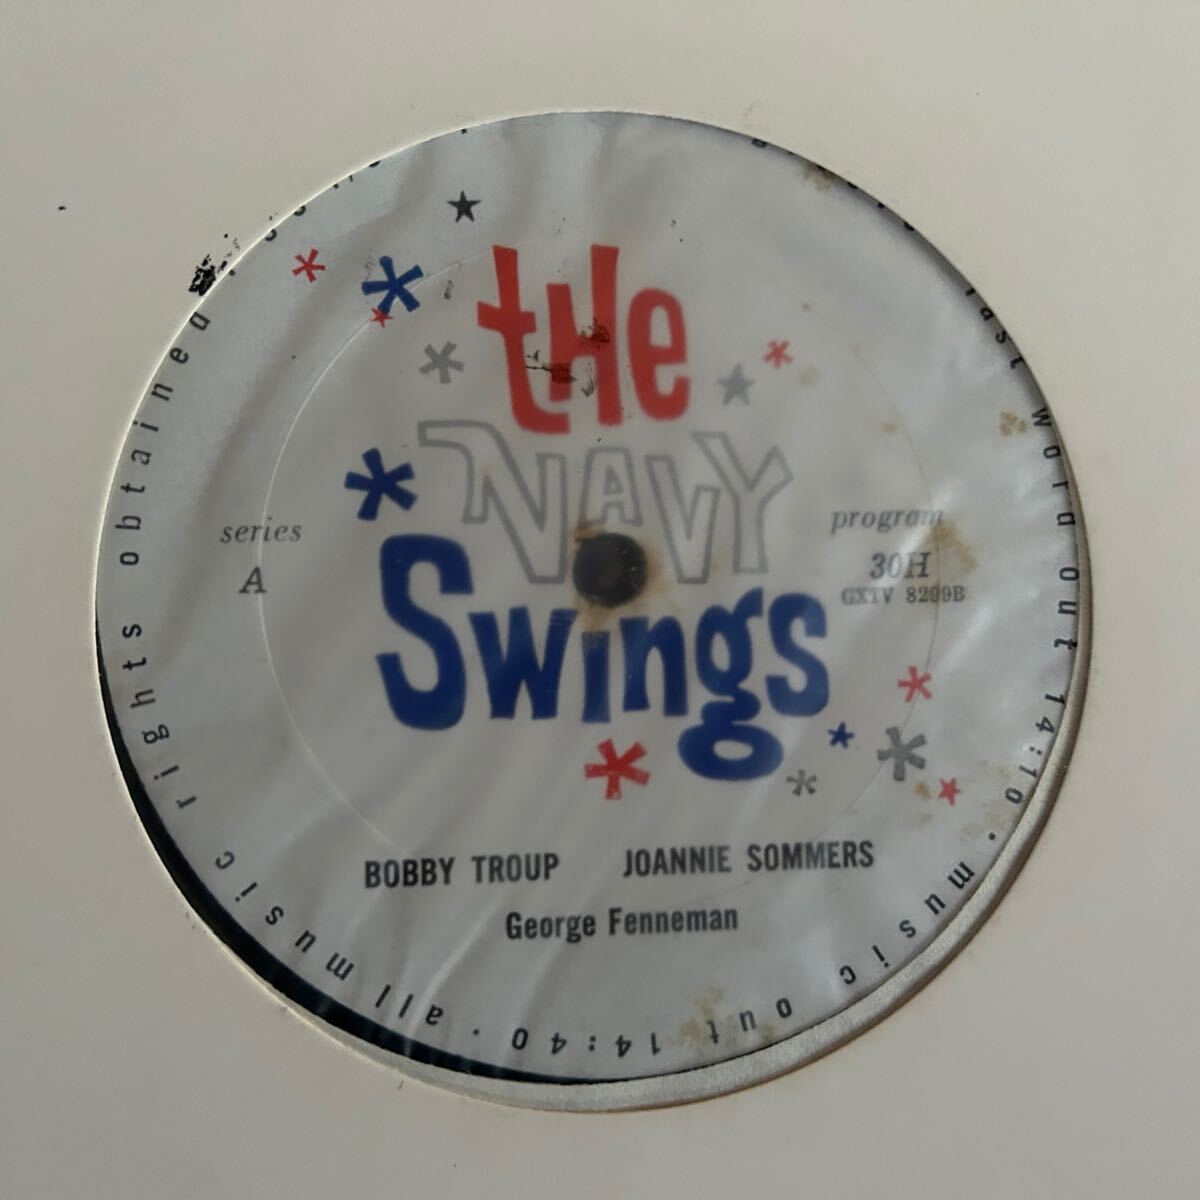 the
NAVY
Swings
series
A
program
30H
GXTV 8299B
BOBBY TROUP JOANNIE SOMMERS
George Fenneman
last word out 14:10 · music out 14:40 · all music rights obtained